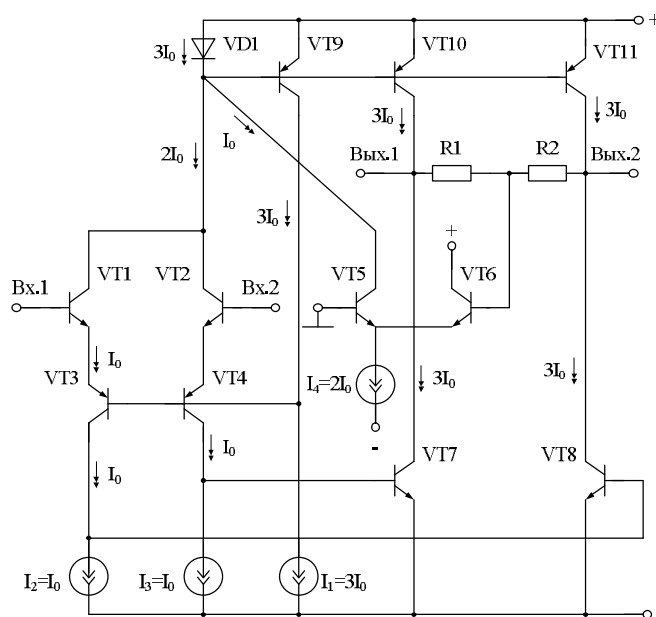 +
VD1
VT9
VT10
VT11
3I₀
I₀
3I₀
3I₀
2I₀
Вых.1
R1
R2
Вых.2
3I₀
+
VT1
VT2
VT5
VT6
Вх.1
Вх.2
I₀
VT3
VT4
I₄=2I₀
3I₀
3I₀
-
I₀
I₀
VT7
VT8
I₂=I₀
I₃=I₀
I₁=3I₀